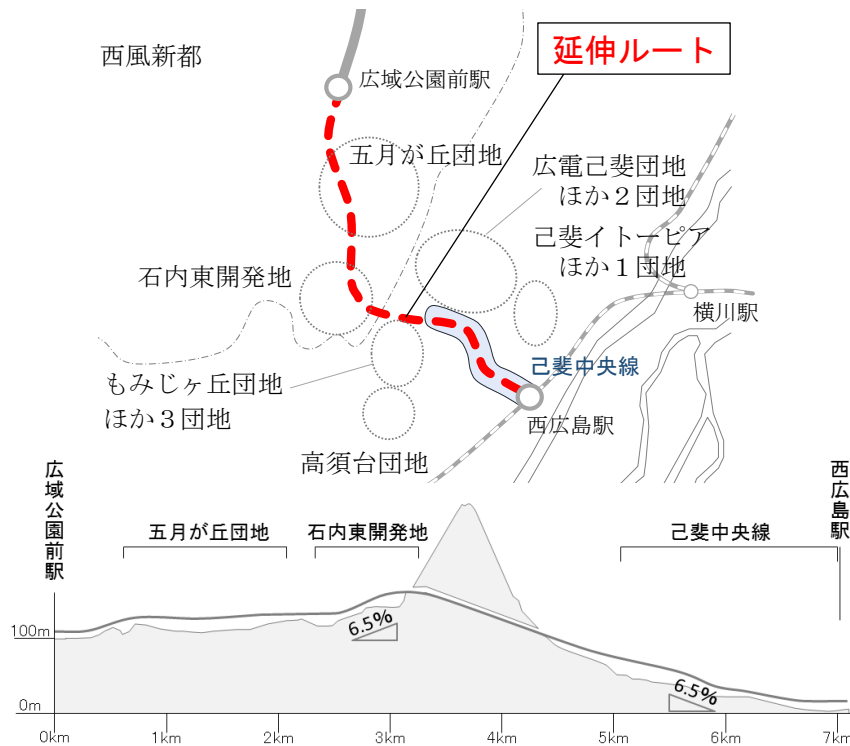 西風新都
延伸ルート
広域公園前駅
五月が丘団地
広電己斐団地
ほか２団地
己斐イトーピア
ほか１団地
石内東開発地
横川駅
己斐中央線
もみじヶ丘団地
ほか３団地
西広島駅
高須台団地
広域公園前駅
五月が丘団地
石内東開発地
己斐中央線
西広島駅
100m
6.5%
6.5%
0m
0km
1km
2km
3km
4km
5km
6km
7km